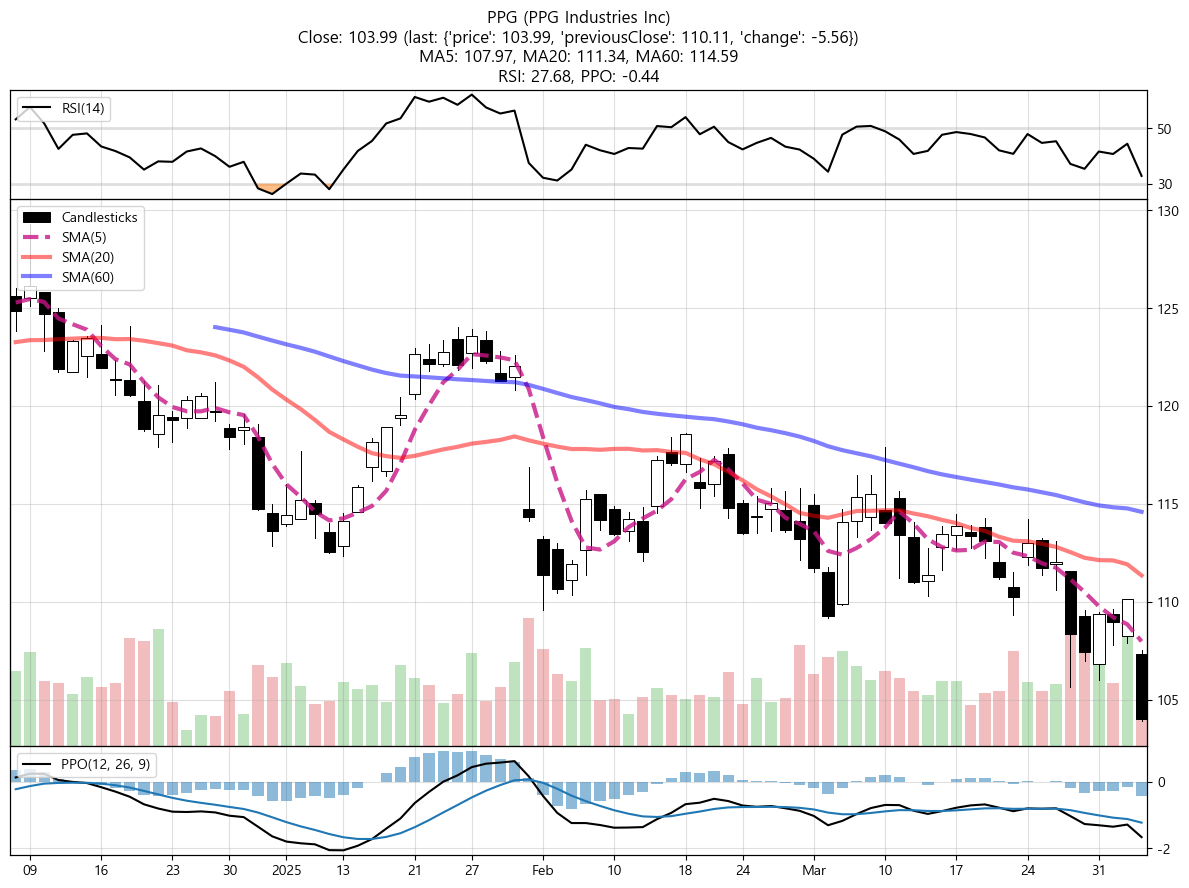 PPG (PPG Industries Inc)
Close: 103.99 (last: {'price': 103.99, 'previousClose': 110.11, 'change': -5.56})
MA5: 107.97, MA20: 111.34, MA60: 114.59
RSI: 27.68, PPO: -0.44
RSI(14)
50
30
Candlesticks
SMA(5)
SMA(20)
SMA(60)
130
125
120
115
110
105
PPO(12, 26, 9)
0
-2
09 16 23 30 2025 13 21 27 Feb 10 18 24 Mar 10 17 24 31